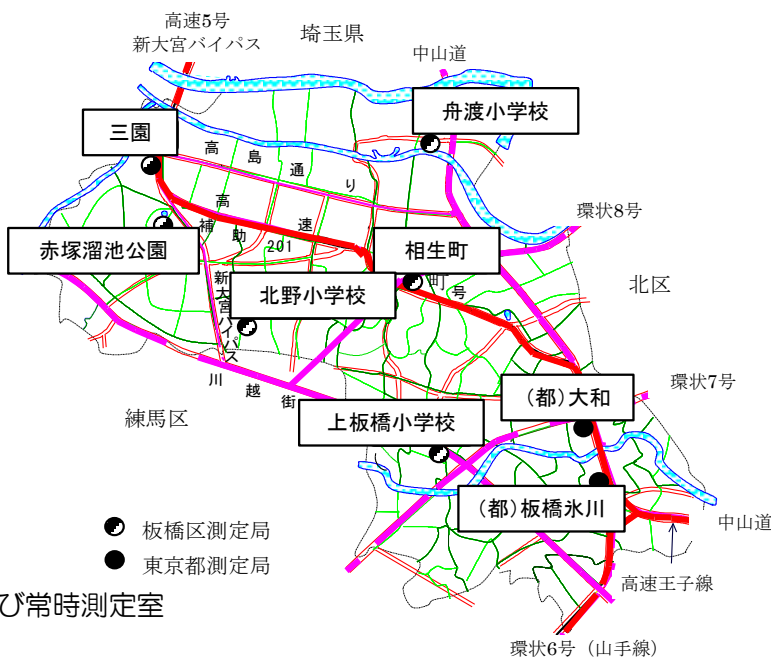 高速5号
新大宮バイパス
埼玉県
中山道
舟渡小学校
三園
高島通り
環状8号
高速
補助
201
赤塚溜池公園
相生町
北区
北野小学校
町
号
新大宮バイパス
川越街
環状7号
(都)大和
練馬区
上板橋小学校
(都)板橋氷川
中山道
板橋区測定局
東京都測定局
高速王子線
び常時測定室
環状6号（山手線）